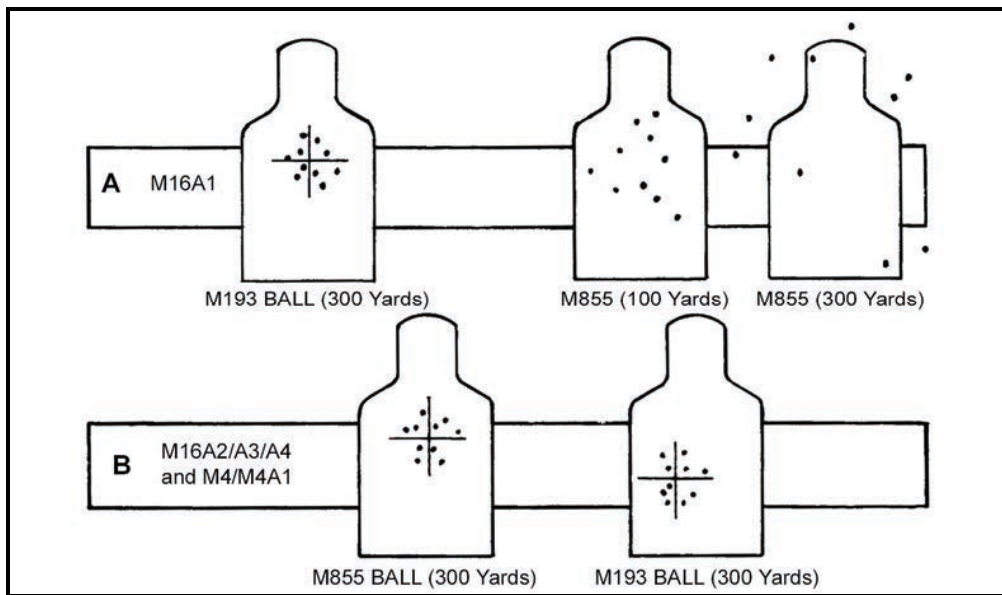 A M16A1
M193 BALL (300 Yards)
M855 (100 Yards)
M855 (300 Yards)
B M16A2/A3/A4
and M4/M4A1
M855 BALL (300 Yards)
M193 BALL (300 Yards)